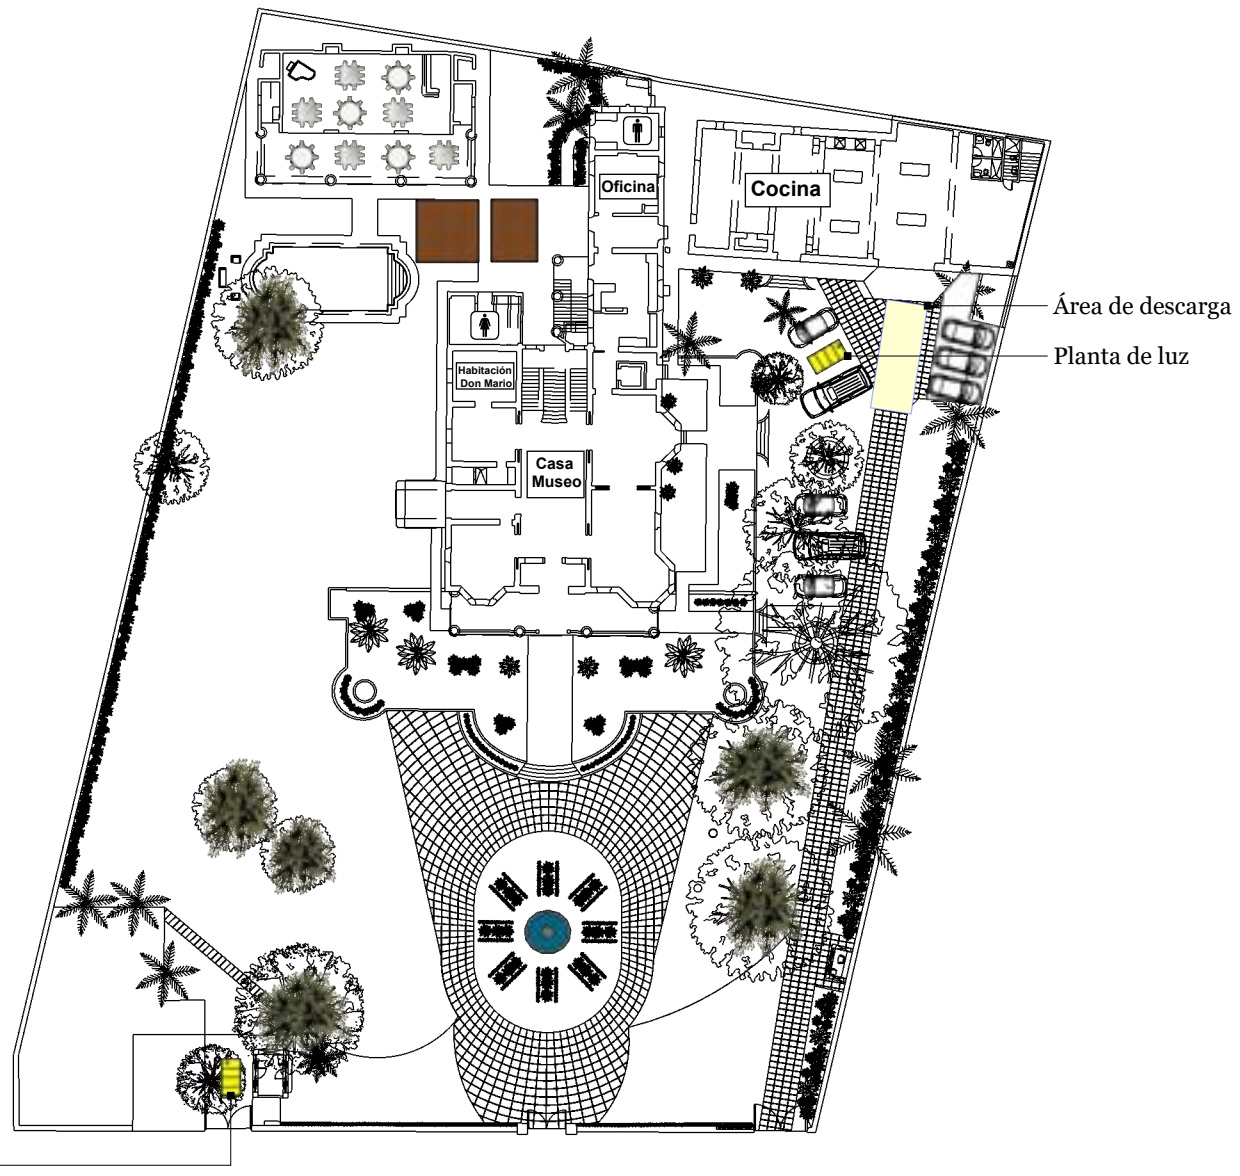 Oficina
Cocina
Área de descarga
Planta de luz
Habitación
Don Mario
Casa
Museo